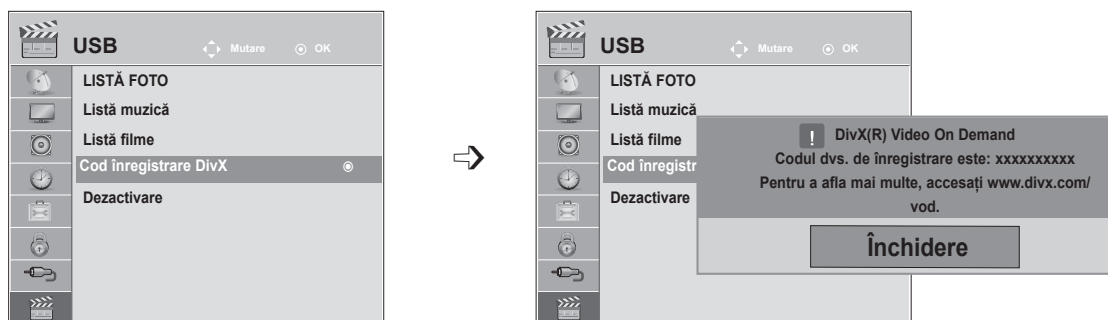 USB Mutare OK
LISTĂ FOTO
Listă muzică
Listă filme
Cod înregistrare DivX
Dezactivare
USB Mutare OK
LISTĂ FOTO
Listă muzică
Listă filme
Cod înregistr
Dezactivare
! DivX(R) Video On Demand
Codul dvs. de înregistrare este: xxxxxxxxxx
Pentru a afla mai multe, accesați www.divx.com/
vod.
Închidere